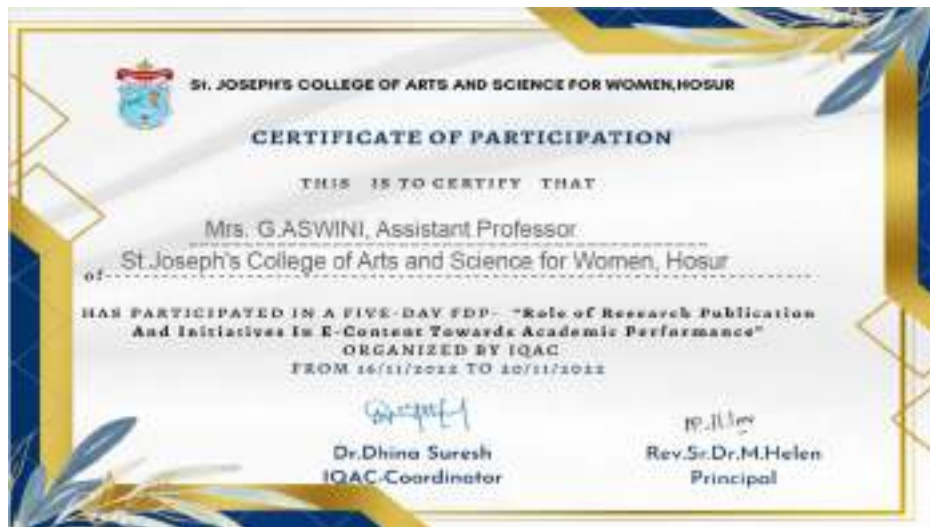 St. JOSEPH'S COLLEGE OF ARTS AND SCIENCE FOR WOMEN,HOSUR
CERTIFICATE OF PARTICIPATION
THIS IS TO CERTIFY THAT
Mrs. G.ASWINI, Assistant Professor
of St.Joseph's College of Arts and Science for Women, Hosur
HAS PARTICIPATED IN A FIVE-DAY FDP- "Role of Research Publication
And Initiatives In E-Content Towards Academic Performance"
ORGANIZED BY IQAC
FROM 16/11/2022 TO 20/11/2022
Dr.Dhina Suresh
IQAC-Coordinator
Rev.Sr.Dr.M.Helen
Principal